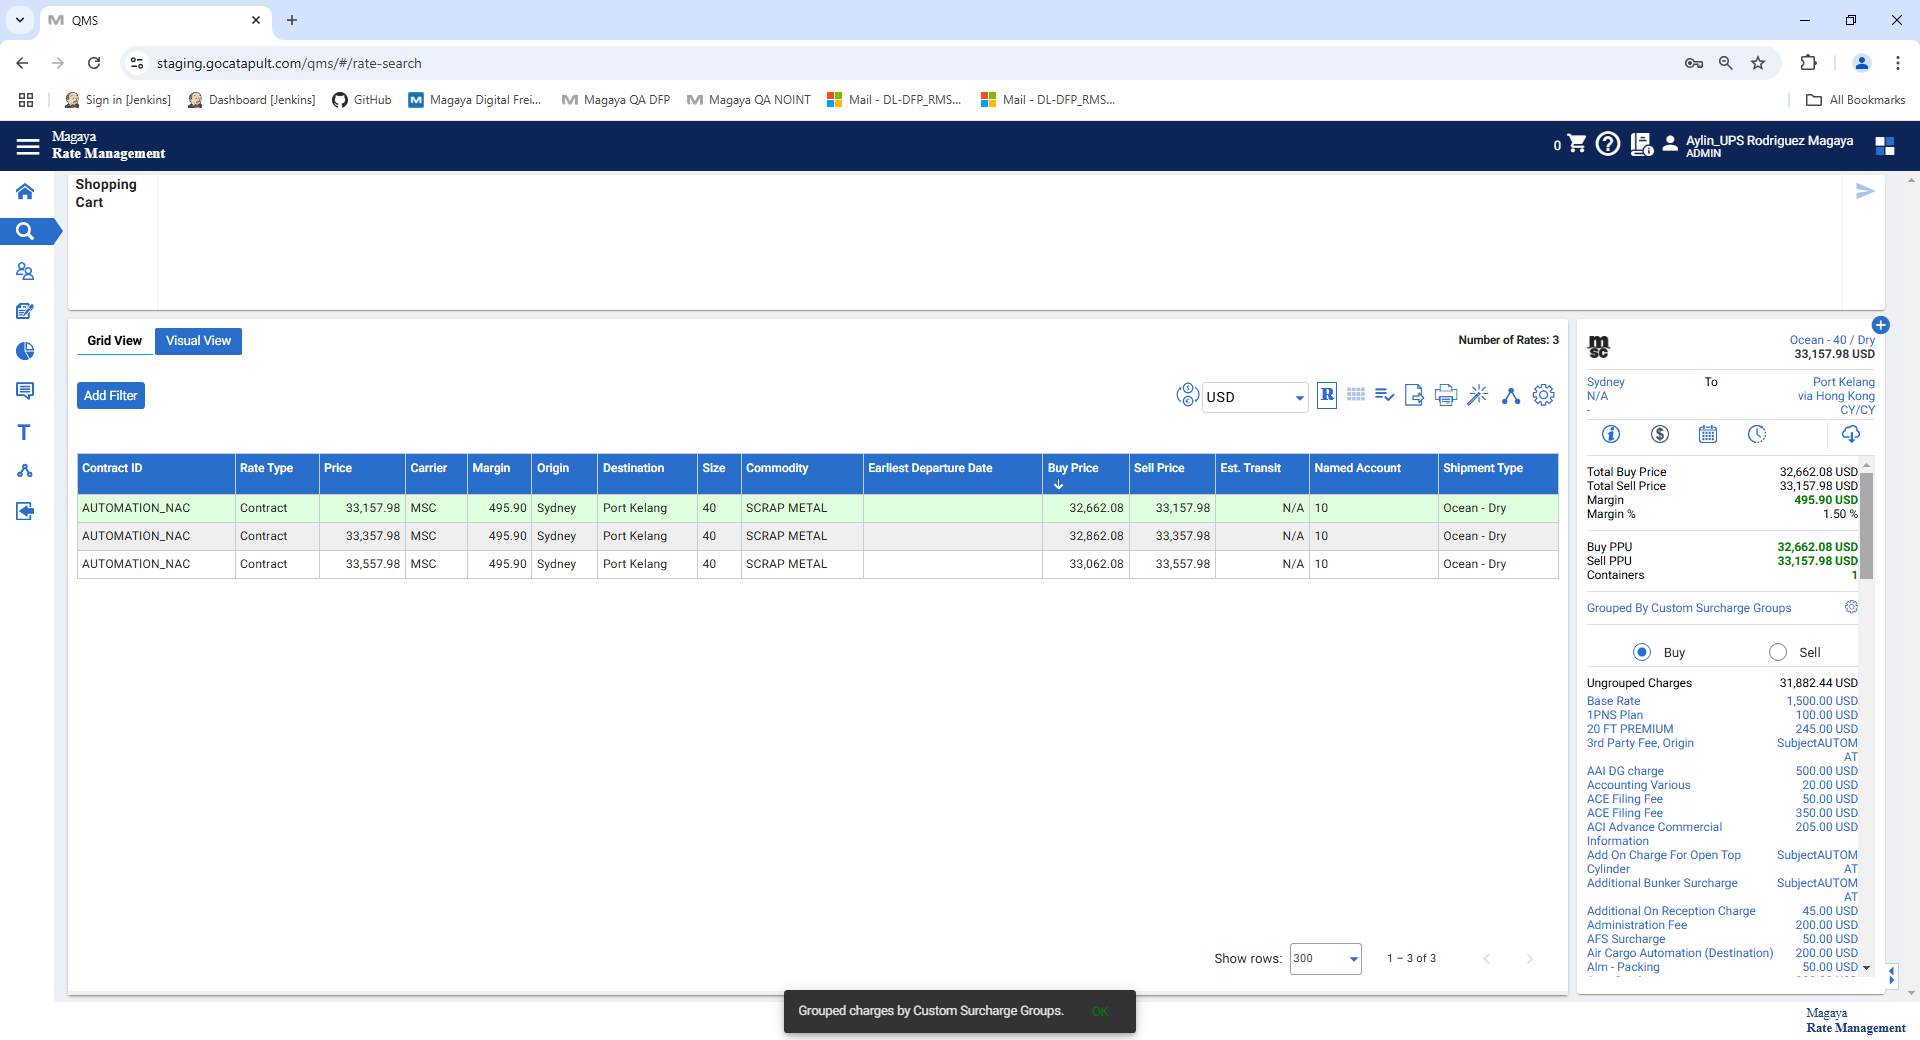 QMS
staging.gocatapult.com/qms/#/rate-search
Sign in [Jenkins]
Dashboard [Jenkins]
GitHub
Magaya Digital Frei...
Magaya QA DFP
Magaya QA NOINT
Mail - DL-DFP_RMS...
Mail - DL-DFP_RMS...
All Bookmarks
Magaya
Rate Management
0
Aylin_UPS Rodriguez Magaya
ADMIN
Shopping
Cart
Grid View
Visual View
Number of Rates: 3
Add Filter
USD
R
Contract ID Rate Type Price Carrier Margin Origin Destination Size Commodity Earliest Departure Date Buy Price Sell Price Est. Transit Named Account Shipment Type
AUTOMATION_NAC Contract 33,157.98 MSC 495.90 Sydney Port Kelang 40 SCRAP METAL 32,662.08 33,157.98 N/A 10 Ocean - Dry
AUTOMATION_NAC Contract 33,357.98 MSC 495.90 Sydney Port Kelang 40 SCRAP METAL 32,862.08 33,357.98 N/A 10 Ocean - Dry
AUTOMATION_NAC Contract 33,557.98 MSC 495.90 Sydney Port Kelang 40 SCRAP METAL 33,062.08 33,557.98 N/A 10 Ocean - Dry
Show rows: 300 1 – 3 of 3
msc
Ocean - 40 / Dry
33,157.98 USD
Sydney To Port Kelang
N/A via Hong Kong
- CY/CY
Total Buy Price 32,662.08 USD
Total Sell Price 33,157.98 USD
Margin 495.90 USD
Margin % 1.50 %
Buy PPU 32,662.08 USD
Sell PPU 33,157.98 USD
Containers 1
Grouped By Custom Surcharge Groups
Buy Sell
Ungrouped Charges 31,882.44 USD
Base Rate 1,500.00 USD
1PNS Plan 100.00 USD
20 FT PREMIUM 245.00 USD
3rd Party Fee, Origin SubjectAUTOM
AT
AAI DG charge 500.00 USD
Accounting Various 20.00 USD
ACE Filing Fee 50.00 USD
ACE Filing Fee 350.00 USD
ACI Advance Commercial 205.00 USD
Information
Add On Charge For Open Top SubjectAUTOM
Cylinder AT
Additional Bunker Surcharge SubjectAUTOM
AT
Additional On Reception Charge 45.00 USD
Administration Fee 200.00 USD
AFS Surcharge 50.00 USD
Air Cargo Automation (Destination) 200.00 USD
Alm - Packing 50.00 USD
Grouped charges by Custom Surcharge Groups. OK
Magaya
Rate Management